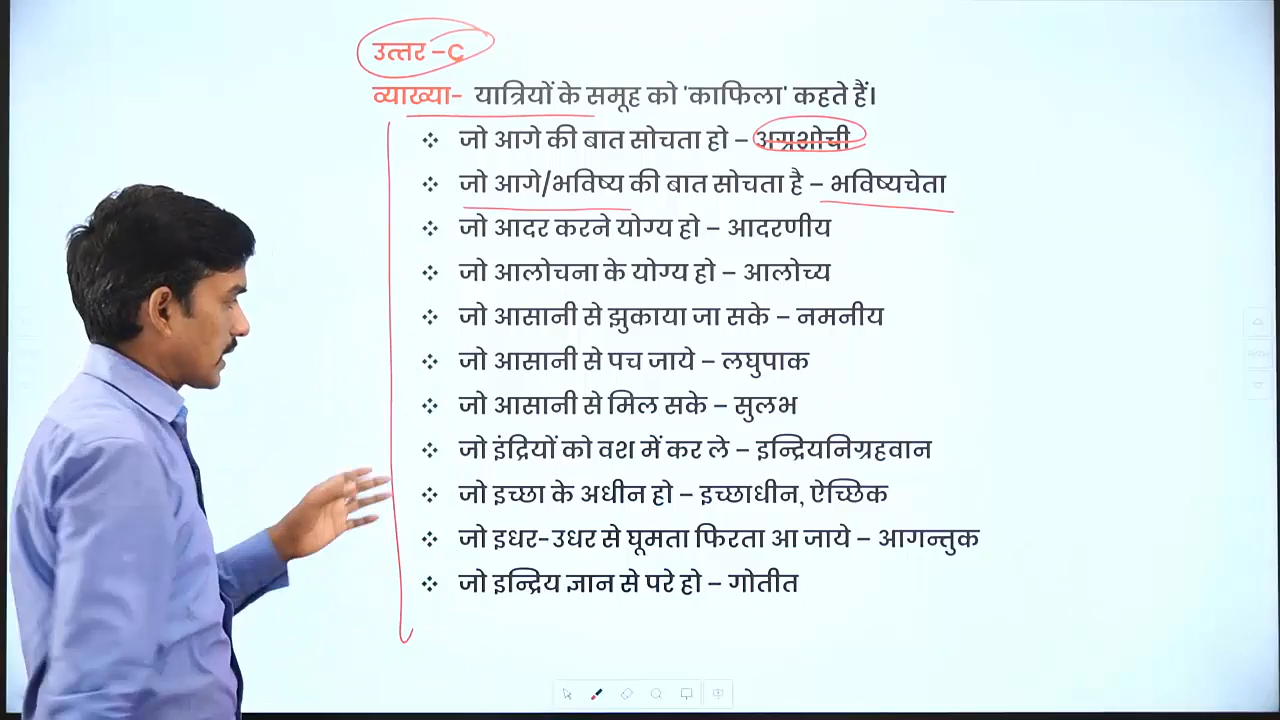 उत्तर –C
व्याख्या- यात्रियों के समूह को 'काफिला' कहते हैं।
❖ जो आगे की बात सोचता हो – अग्रशोची
❖ जो आगे/भविष्य की बात सोचता है – भविष्यचेता
❖ जो आदर करने योग्य हो – आदरणीय
❖ जो आलोचना के योग्य हो – आलोच्य
❖ जो आसानी से झुकाया जा सके – नमनीय
❖ जो आसानी से पच जाये – लघुपाक
❖ जो आसानी से मिल सके – सुलभ
❖ जो इंद्रियों को वश में कर ले – इन्द्रियनिग्रहवान
❖ जो इच्छा के अधीन हो – इच्छाधीन, ऐच्छिक
❖ जो इधर-उधर से घूमता फिरता आ जाये – आगन्तुक
❖ जो इन्द्रिय ज्ञान से परे हो – गोतीत